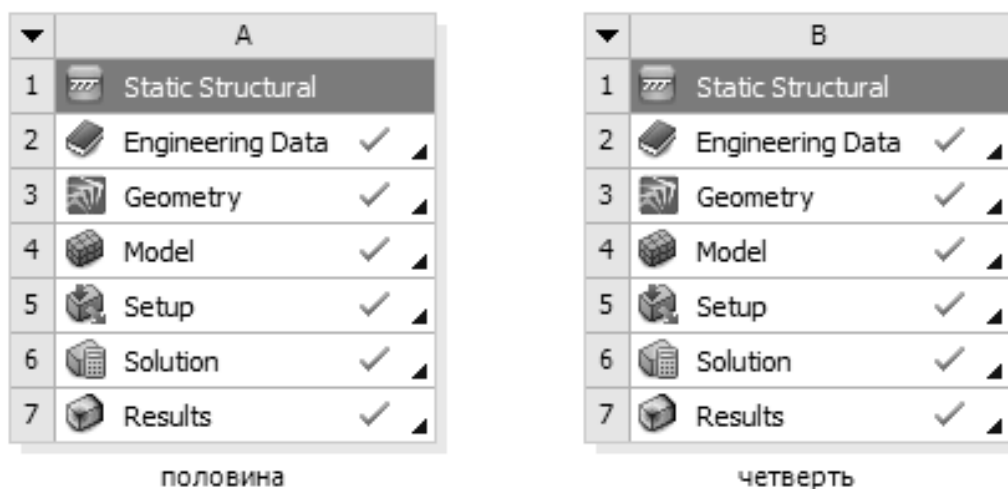 A
1 Static Structural
2 Engineering Data
3 Geometry
4 Model
5 Setup
6 Solution
7 Results
половина
B
1 Static Structural
2 Engineering Data
3 Geometry
4 Model
5 Setup
6 Solution
7 Results
четверть